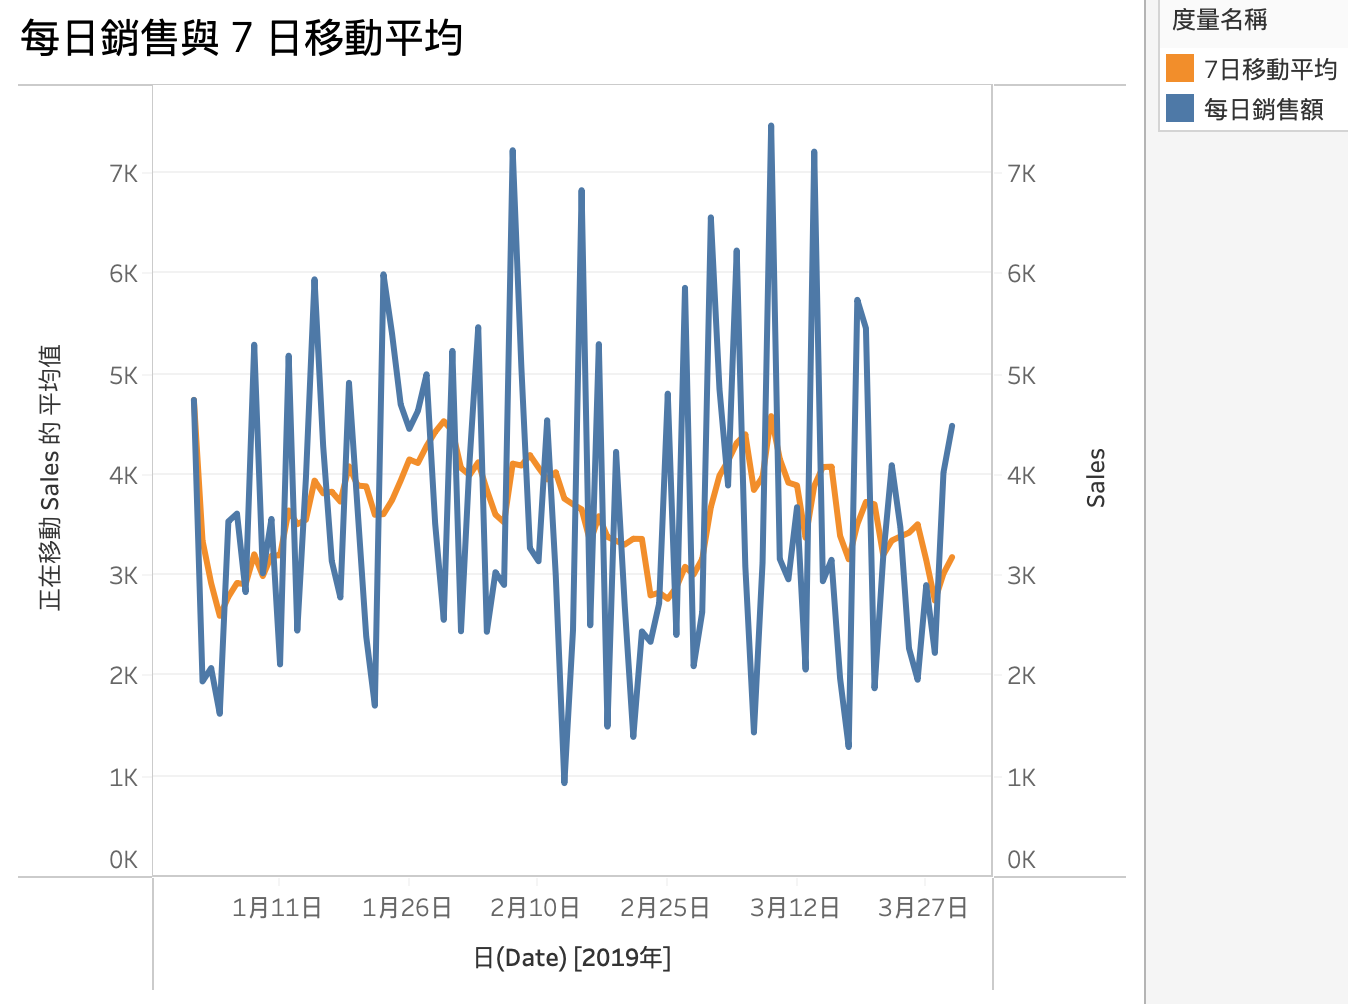 每日銷售與 7 日移動平均
度量名稱
7日移動平均
每日銷售額
7K
6K
5K
4K
3K
2K
1K
0K
正在移動 Sales 的 平均值
7K
6K
5K
4K
3K
2K
1K
0K
Sales
1月11日 1月26日 2月10日 2月25日 3月12日 3月27日
日(Date) [2019年]